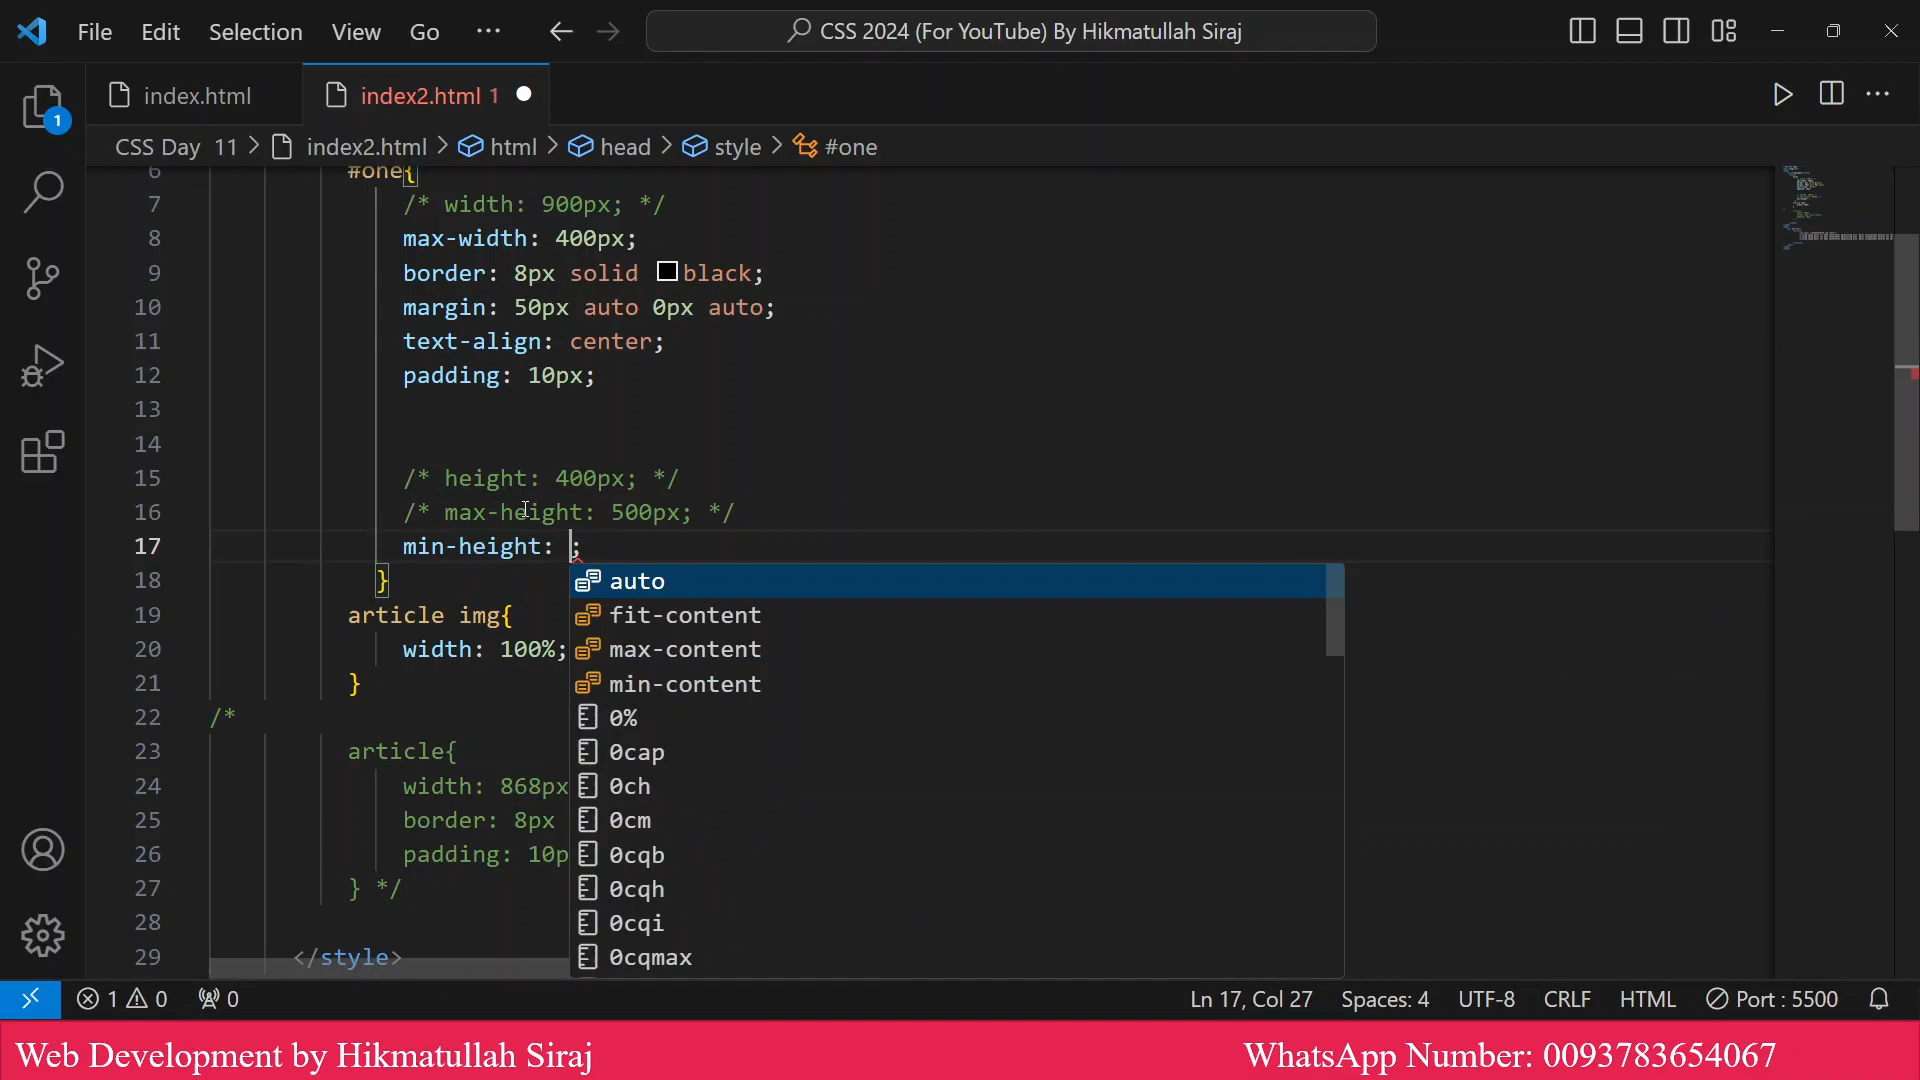 File Edit Selection View Go ... CSS 2024 (For YouTube) By Hikmatullah Siraj
1 index.html index2.html 1
CSS Day 11 > index2.html > html > head > style > #one
6 #one{
7 /* width: 900px; */
8 max-width: 400px;
9 border: 8px solid black;
10 margin: 50px auto 0px auto;
11 text-align: center;
12 padding: 10px;
13
14
15 /* height: 400px; */
16 /* max-height: 500px; */
17 min-height: ;
18 } auto
19 article img{ fit-content
20 width: 100%; max-content
21 } min-content
22 /* 0%
23 article{ 0cap
24 width: 868px 0ch
25 border: 8px 0cm
26 padding: 10p 0cqb
27 } */ 0cqh
28 0cqi
29 </style> 0cqmax
1 0 0 Ln 17, Col 27 Spaces: 4 UTF-8 CRLF HTML Port : 5500
Web Development by Hikmatullah Siraj WhatsApp Number: 0093783654067